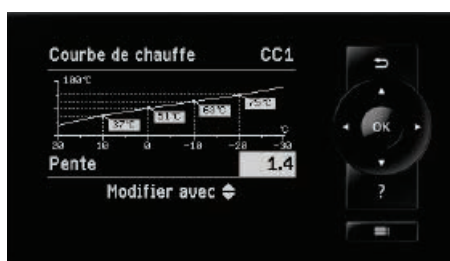 Courbe de chauffe CC1
100°C
37°C 51°C 63°C 75°C
°C
20 10 0 -10 -20 -30
Pente 1.4
Modifier avec
OK
?